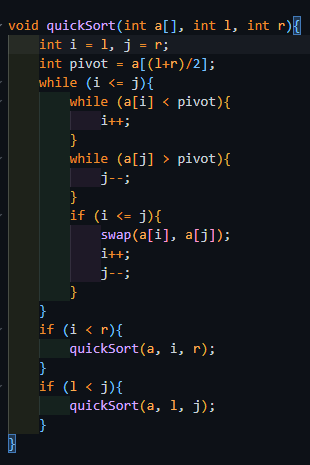 void quickSort(int a[], int l, int r){
    int i = l, j = r;
    int pivot = a[(l+r)/2];
    while (i <= j){
        while (a[i] < pivot){
            i++;
        }
        while (a[j] > pivot){
            j--;
        }
        if (i <= j){
            swap(a[i], a[j]);
            i++;
            j--;
        }
    }
    if (i < r){
        quickSort(a, i, r);
    }
    if (l < j){
        quickSort(a, l, j);
    }
}